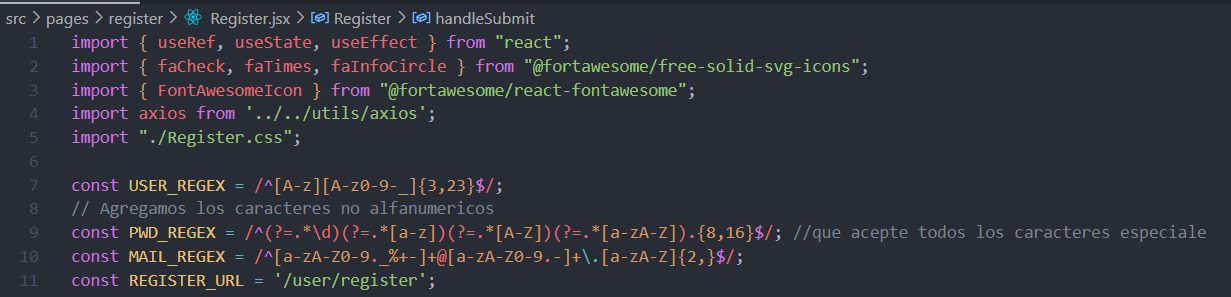 src > pages > register > Register.jsx > Register > handleSubmit
1 import { useRef, useState, useEffect } from "react";
2 import { faCheck, faTimes, faInfoCircle } from "@fortawesome/free-solid-svg-icons";
3 import { FontAwesomeIcon } from "@fortawesome/react-fontawesome";
4 import axios from '../../utils/axios';
5 import "./Register.css";
6
7 const USER_REGEX = /^[A-z][A-z0-9-_]{3,23}$/;
8 // Agregamos los caracteres no alfanumericos
9 const PWD_REGEX = /^(?=.*\d)(?=.*[a-z])(?=.*[A-Z])(?=.*[a-zA-Z]).{8,16}$/; //que acepte todos los caracteres especiale
10 const MAIL_REGEX = /^[a-zA-Z0-9._%+-]+@[a-zA-Z0-9.-]+\.[a-zA-Z]{2,}$/;
11 const REGISTER_URL = '/user/register';